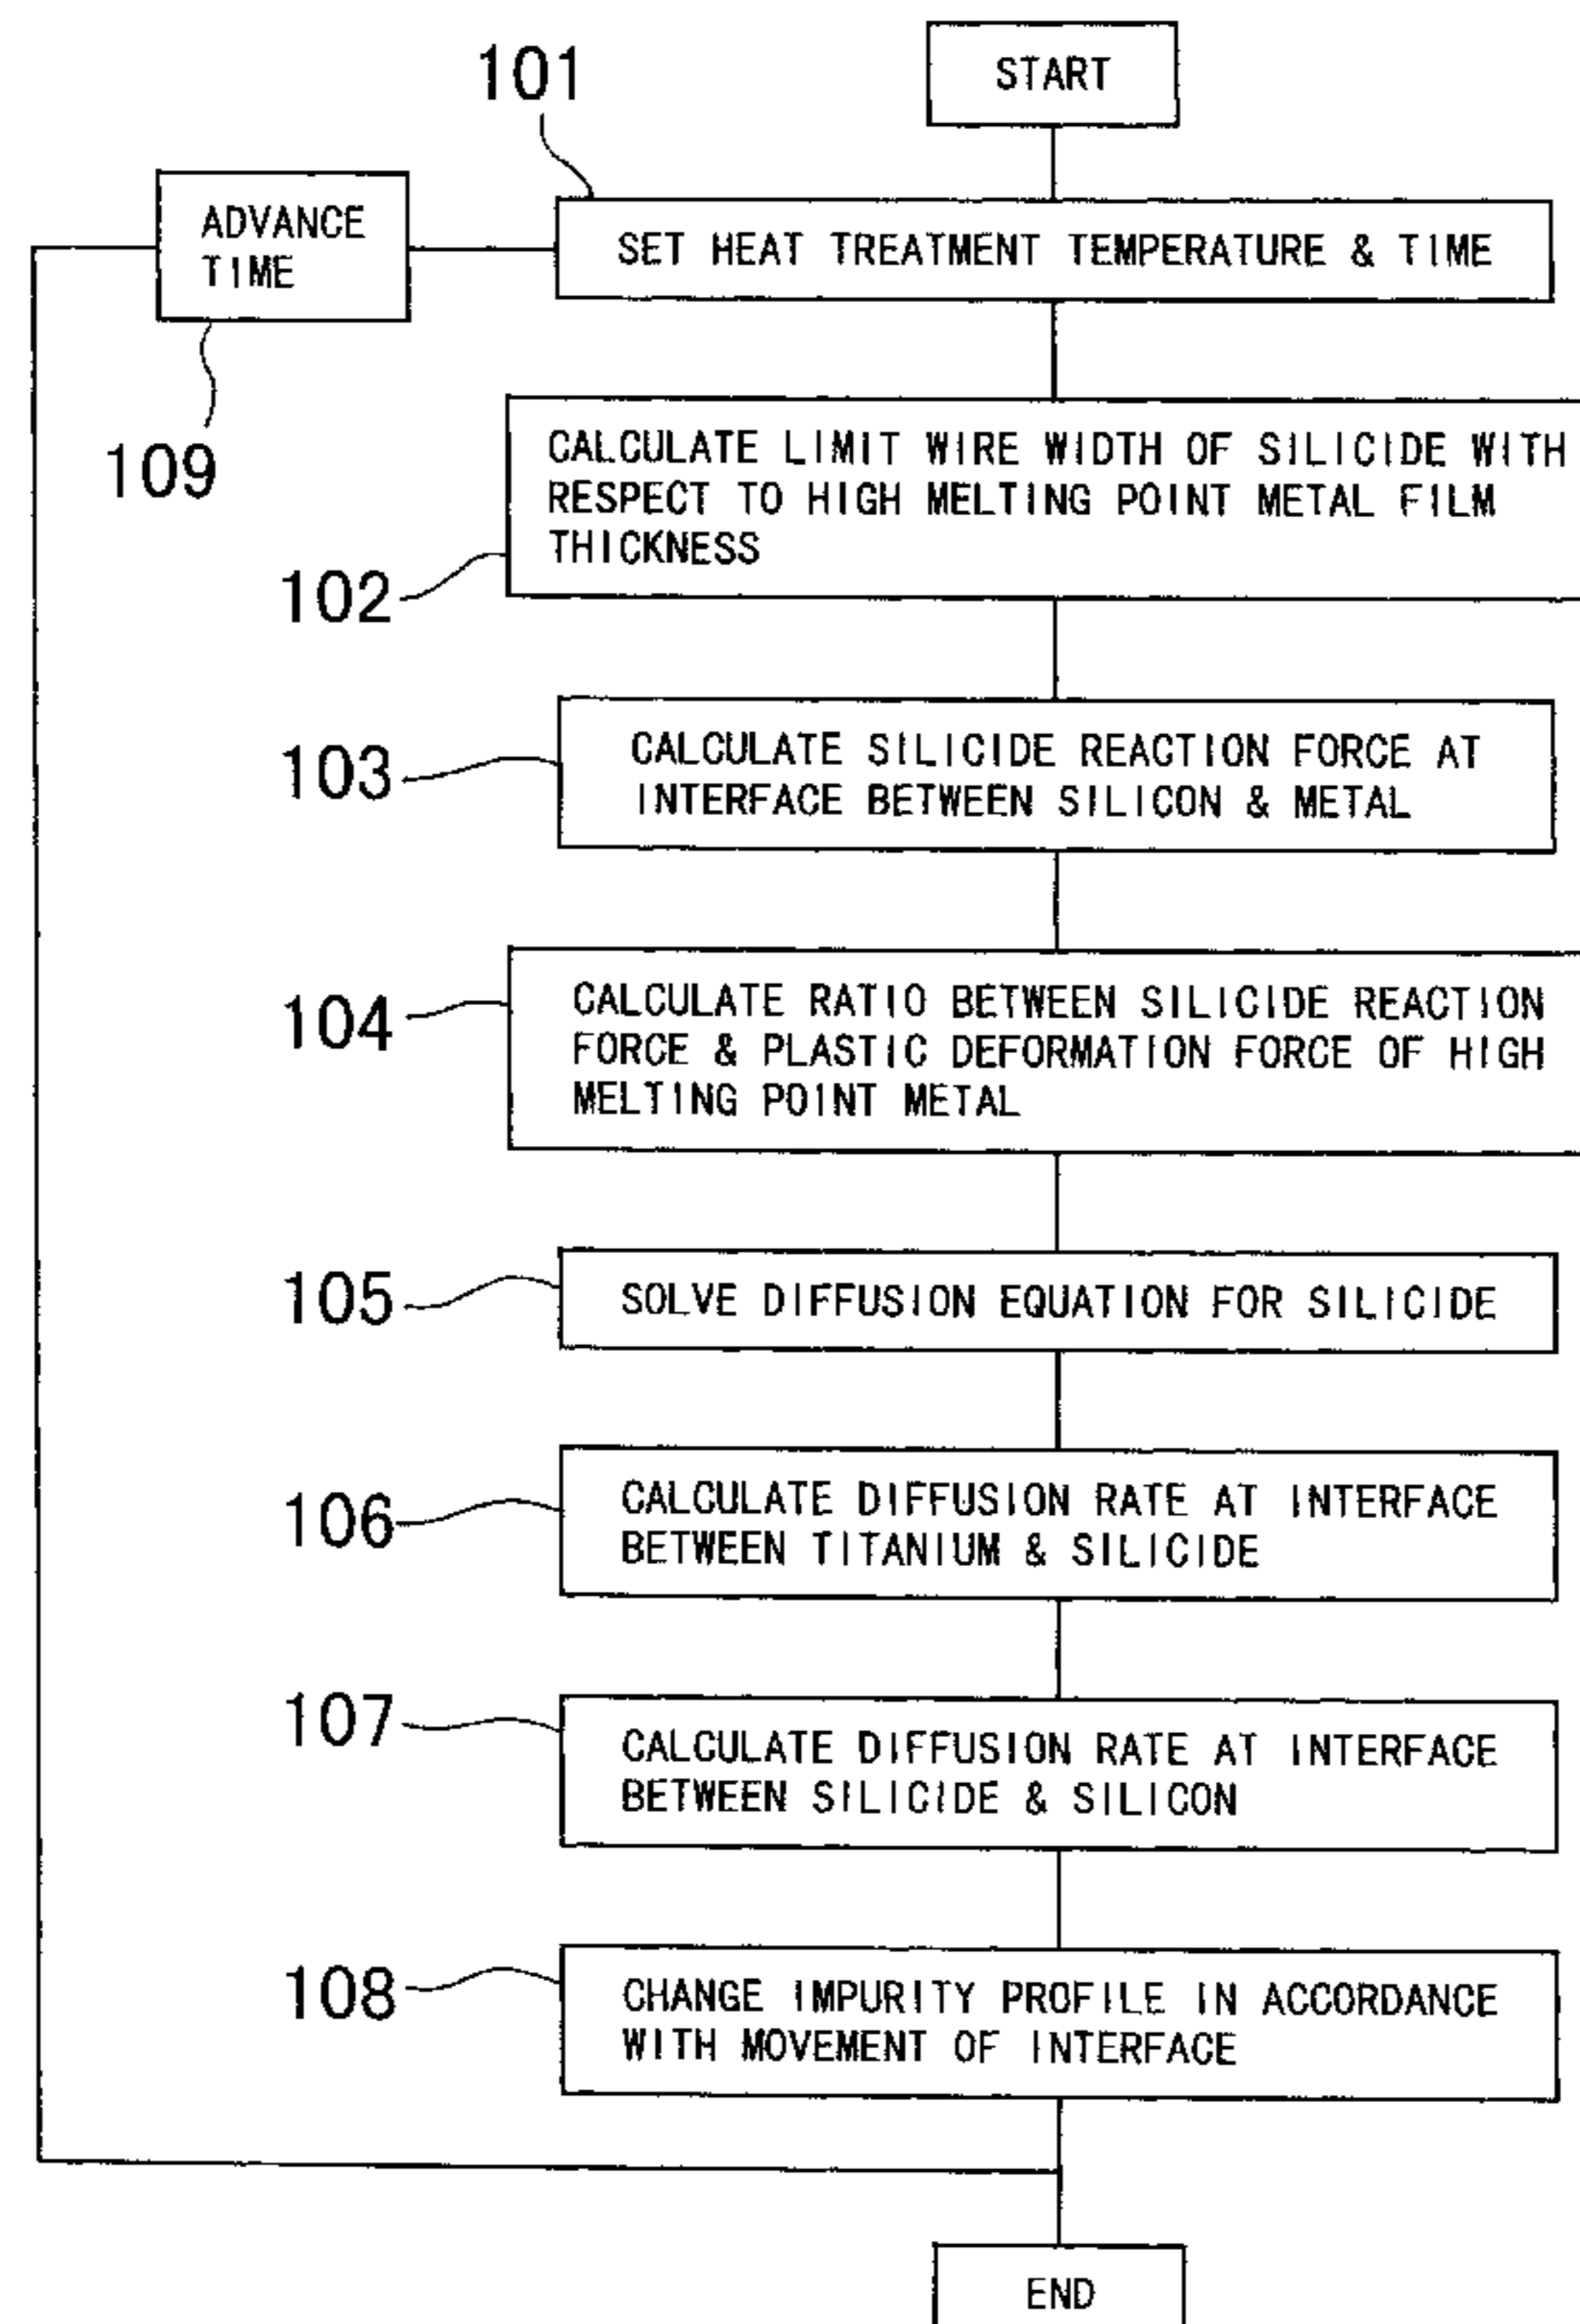 START
101
SET HEAT TREATMENT TEMPERATURE & TIME
ADVANCE
TIME
109
CALCULATE LIMIT WIRE WIDTH OF SILICIDE WITH
RESPECT TO HIGH MELTING POINT METAL FILM
THICKNESS
102
CALCULATE SILICIDE REACTION FORCE AT
INTERFACE BETWEEN SILICON & METAL
103
CALCULATE RATIO BETWEEN SILICIDE REACTION
FORCE & PLASTIC DEFORMATION FORCE OF HIGH
MELTING POINT METAL
104
SOLVE DIFFUSION EQUATION FOR SILICIDE
105
CALCULATE DIFFUSION RATE AT INTERFACE
BETWEEN TITANIUM & SILICIDE
106
CALCULATE DIFFUSION RATE AT INTERFACE
BETWEEN SILICIDE & SILICON
107
CHANGE IMPURITY PROFILE IN ACCORDANCE
WITH MOVEMENT OF INTERFACE
108
END